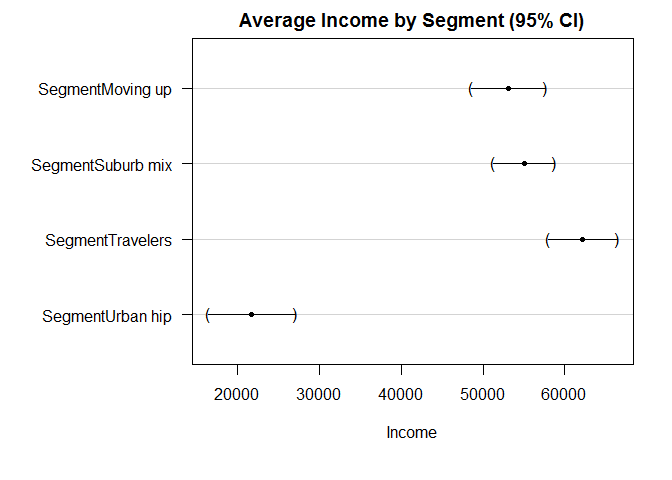 Average Income by Segment (95% CI)
SegmentMoving up
SegmentSuburb mix
SegmentTravelers
SegmentUrban hip
20000 30000 40000 50000 60000
Income